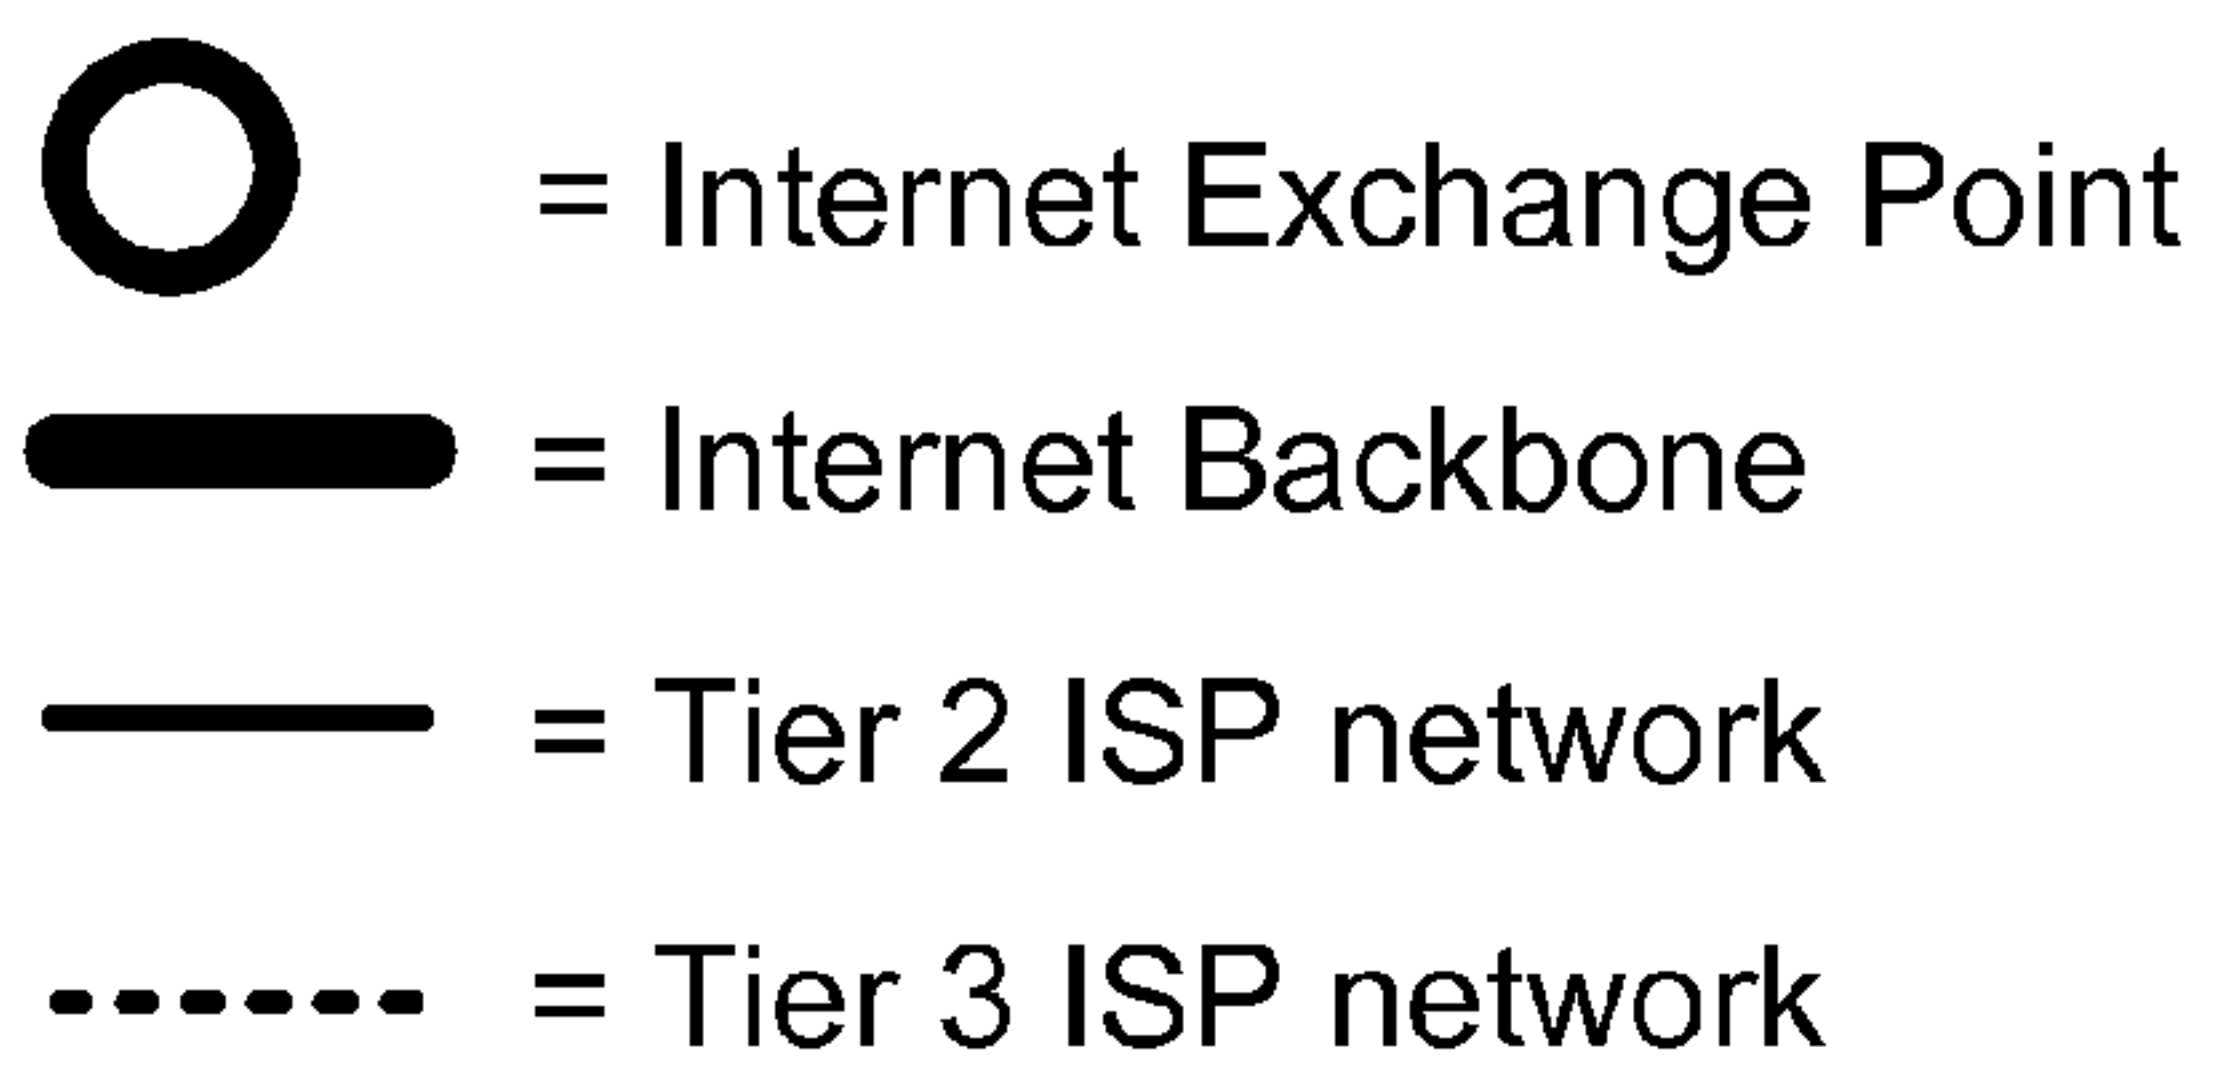 = Internet Exchange Point
= Internet Backbone
= Tier 2 ISP network
= Tier 3 ISP network